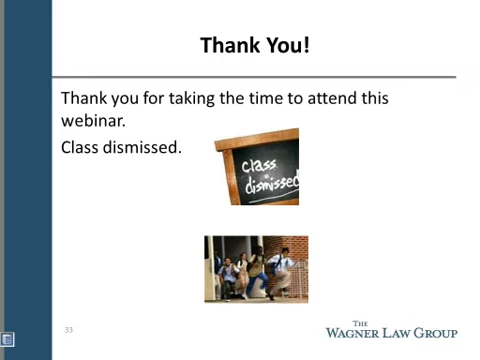 Thank You!
Thank you for taking the time to attend this
webinar.
Class dismissed.
class
dismissed
33
THE
WAGNER LAW GROUP